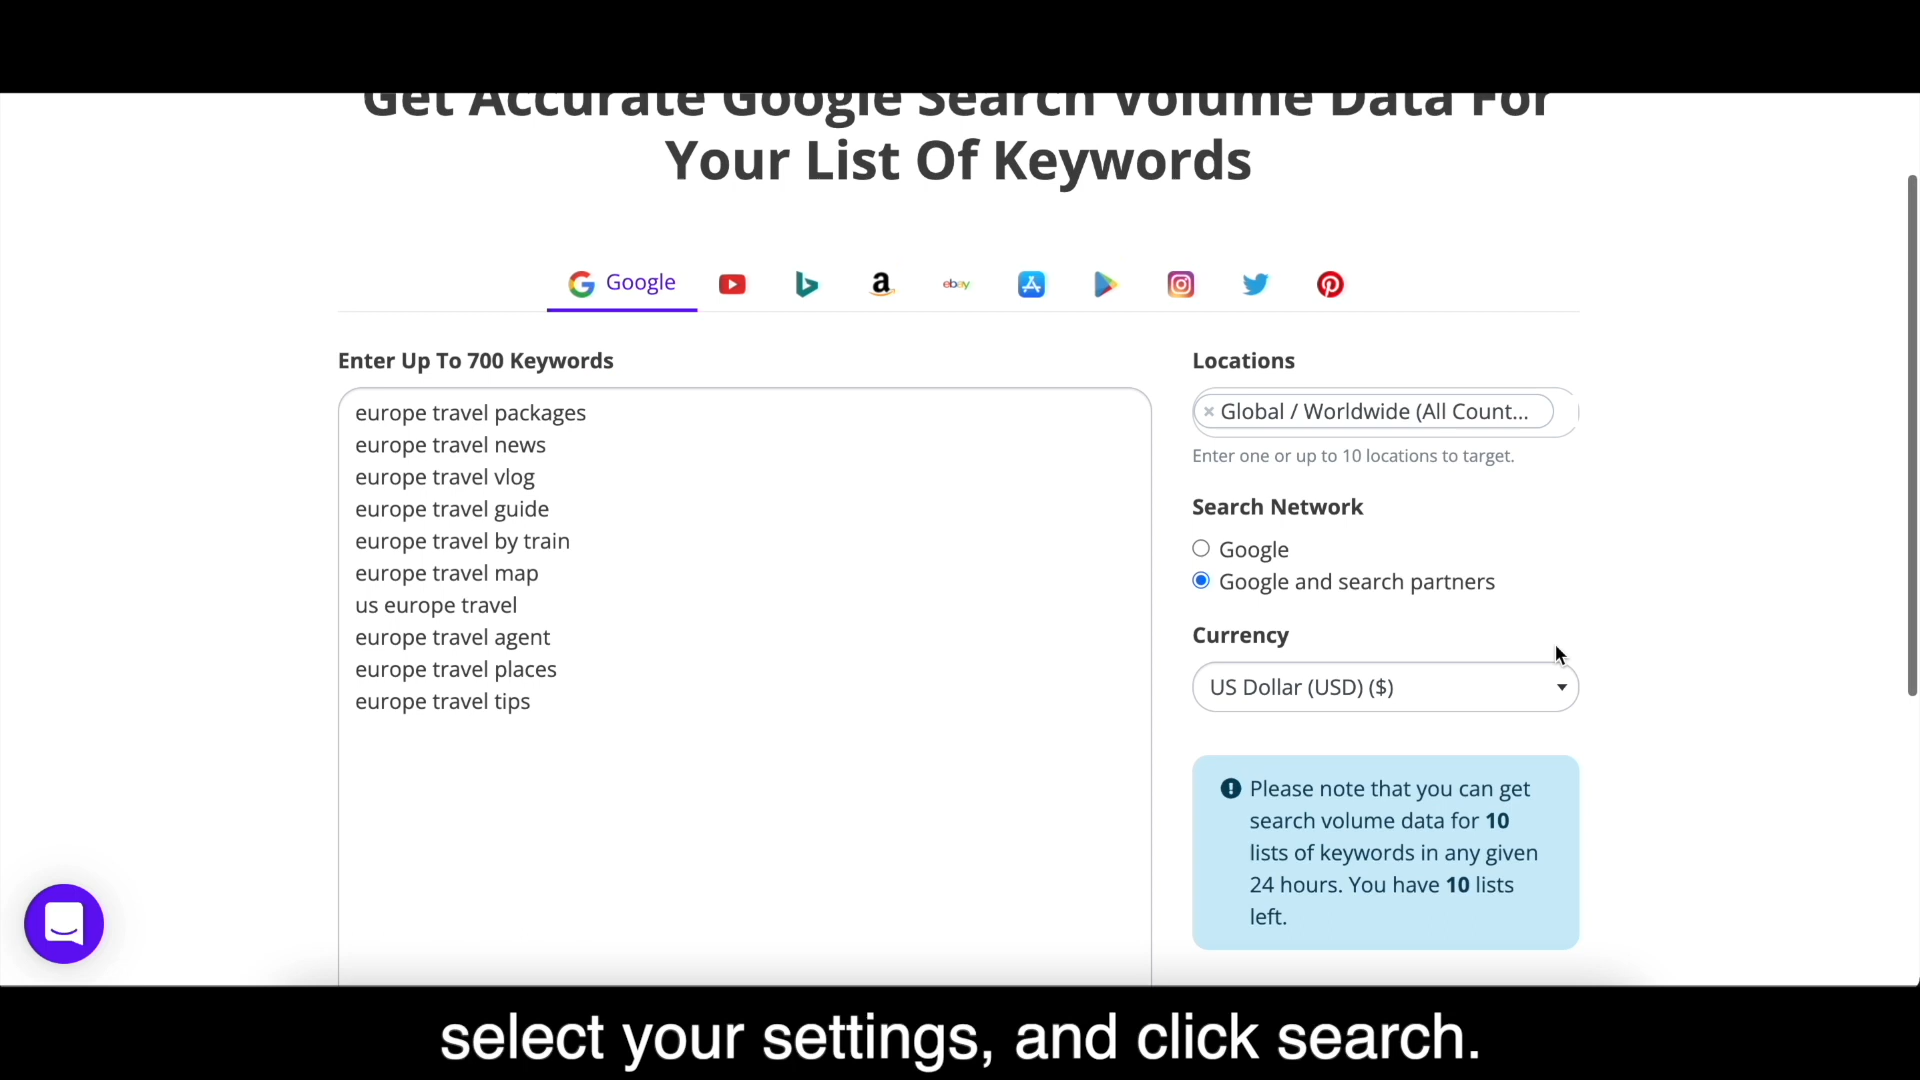 Get Accurate Google Search Volume Data For
Your List Of Keywords
Google
a
ebay
Enter Up To 700 Keywords
europe travel packages
europe travel news
europe travel vlog
europe travel guide
europe travel by train
europe travel map
us europe travel
europe travel agent
europe travel places
europe travel tips
Locations
× Global / Worldwide (All Count...
Enter one or up to 10 locations to target.
Search Network
Google
Google and search partners
Currency
US Dollar (USD) ($)
Please note that you can get
search volume data for 10
lists of keywords in any given
24 hours. You have 10 lists
left.
select your settings, and click search.